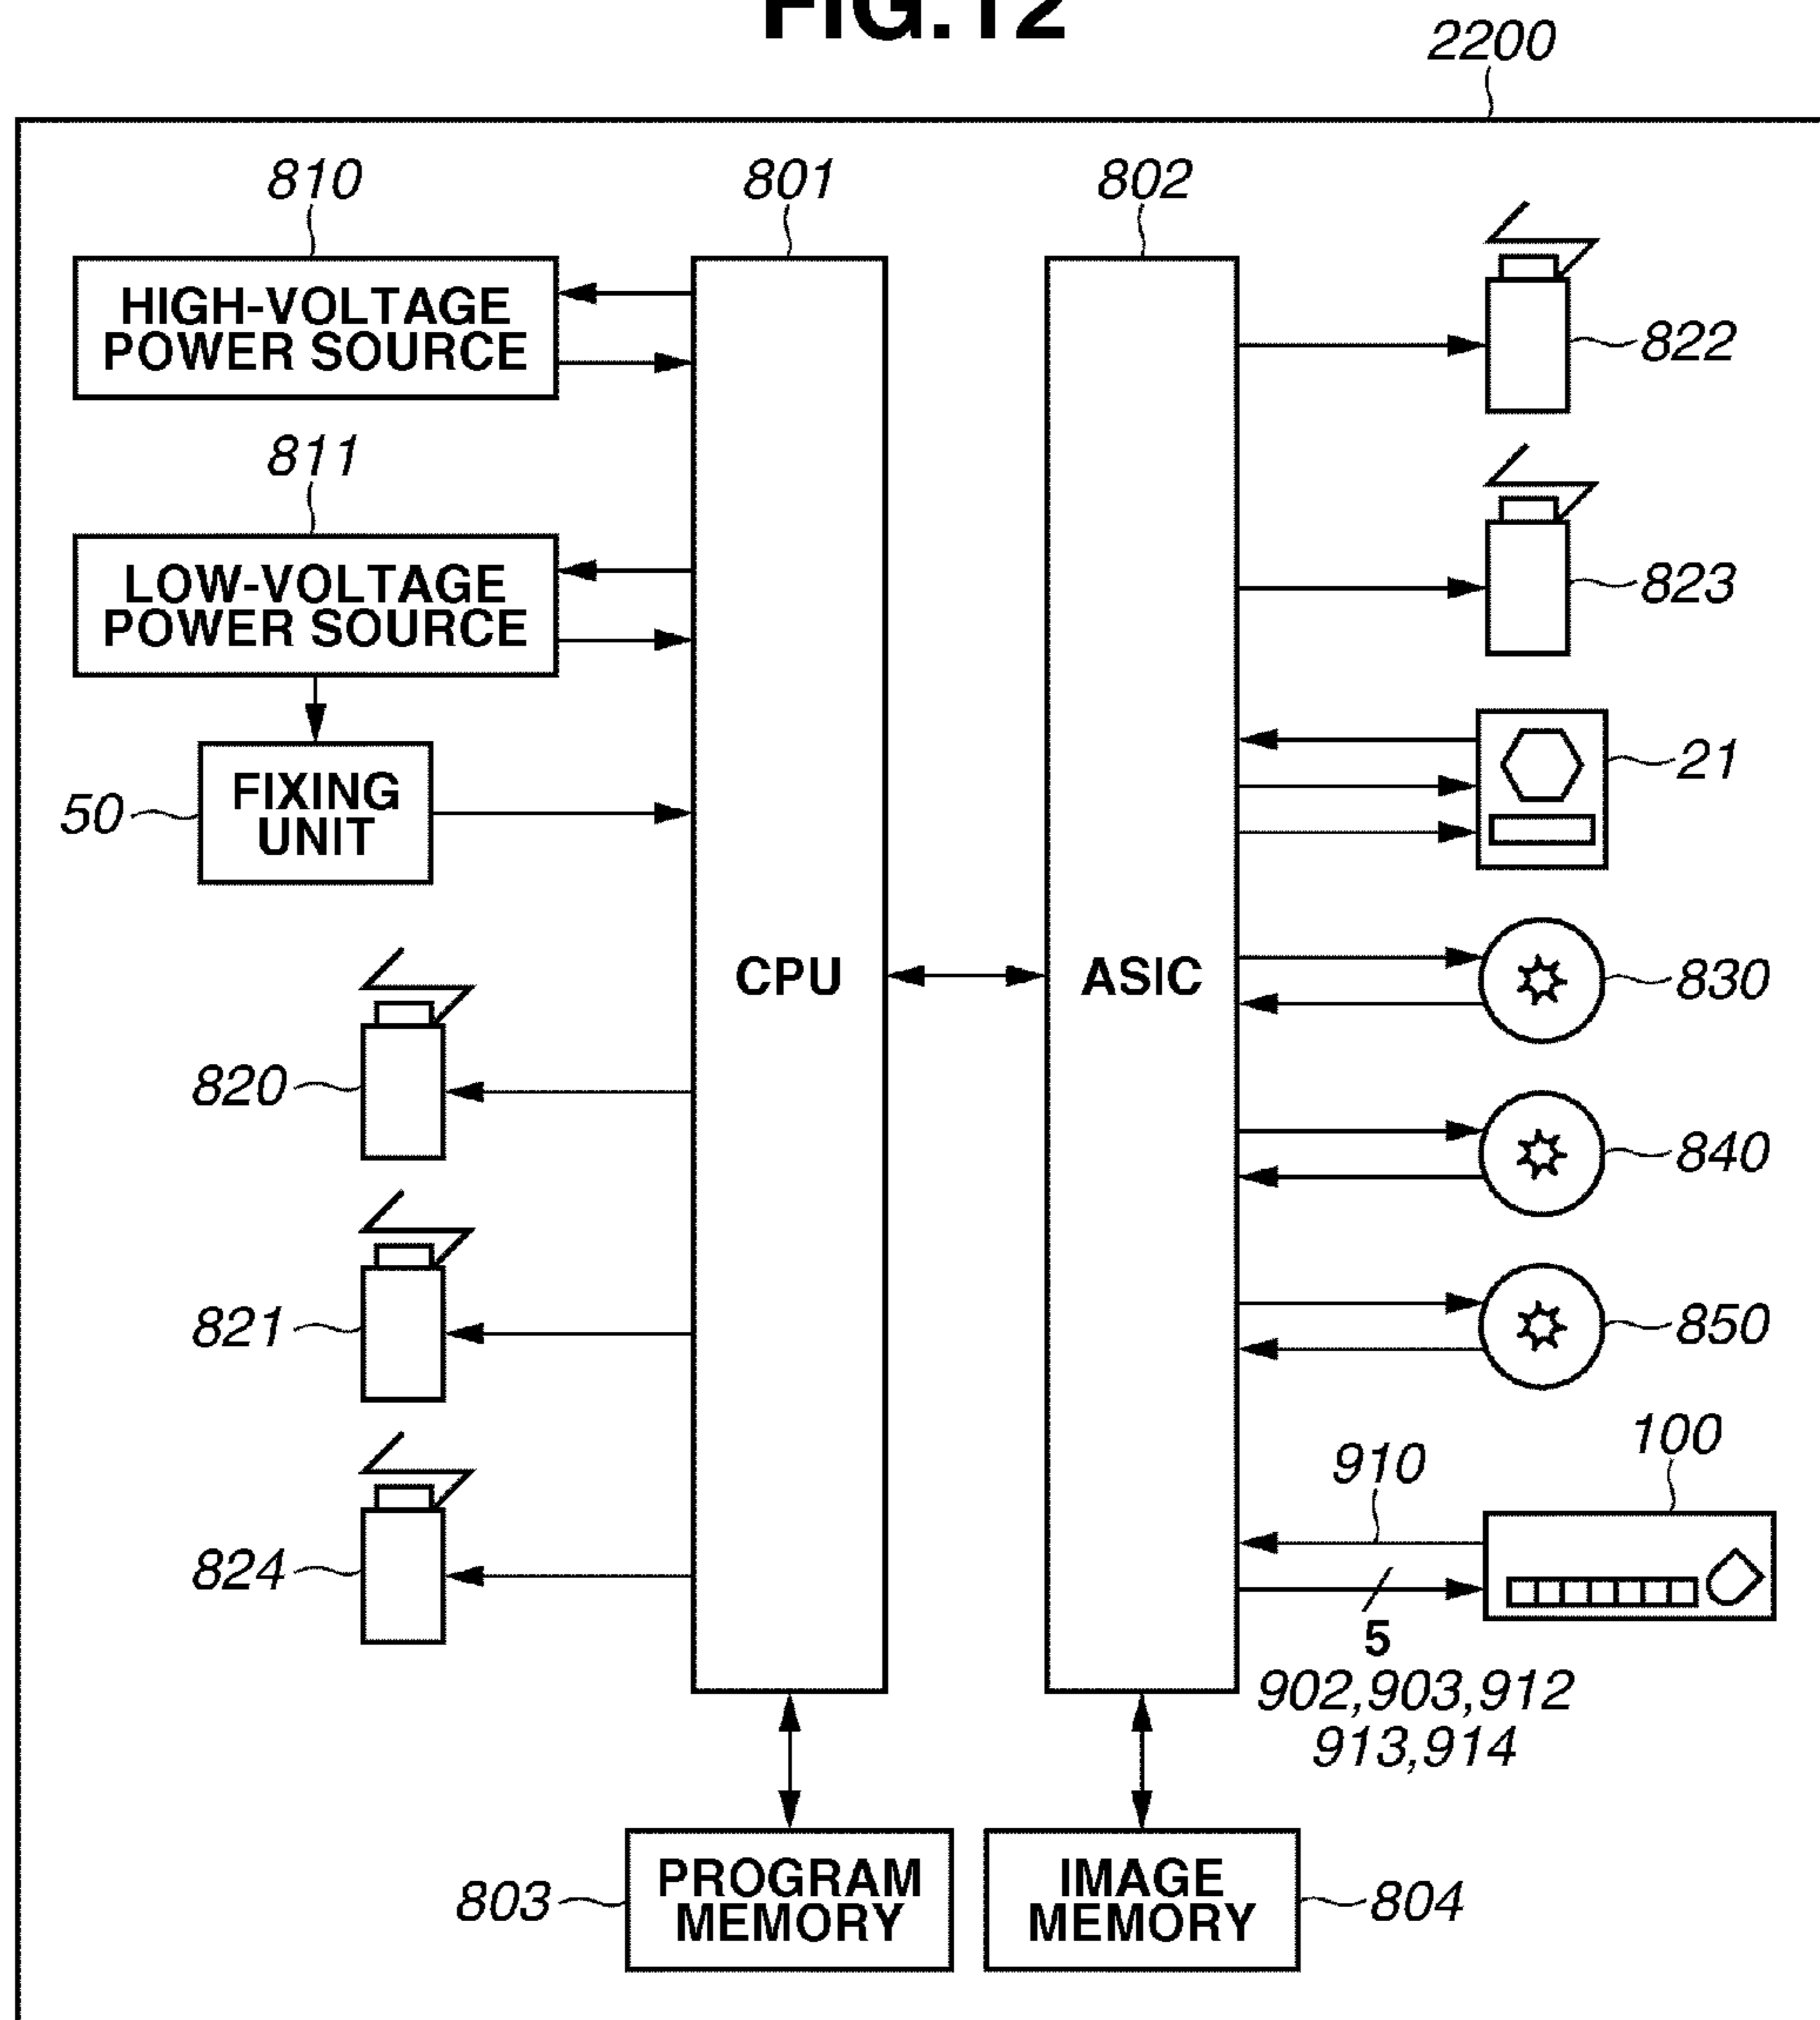 FIG.12
2200
810
801
802
HIGH-VOLTAGE
POWER SOURCE
822
811
LOW-VOLTAGE
POWER SOURCE
823
21
50
FIXING
UNIT
CPU
ASIC
830
820
840
821
850
100
910
824
5
902,903,912
913,914
803
PROGRAM
MEMORY
IMAGE
MEMORY
804